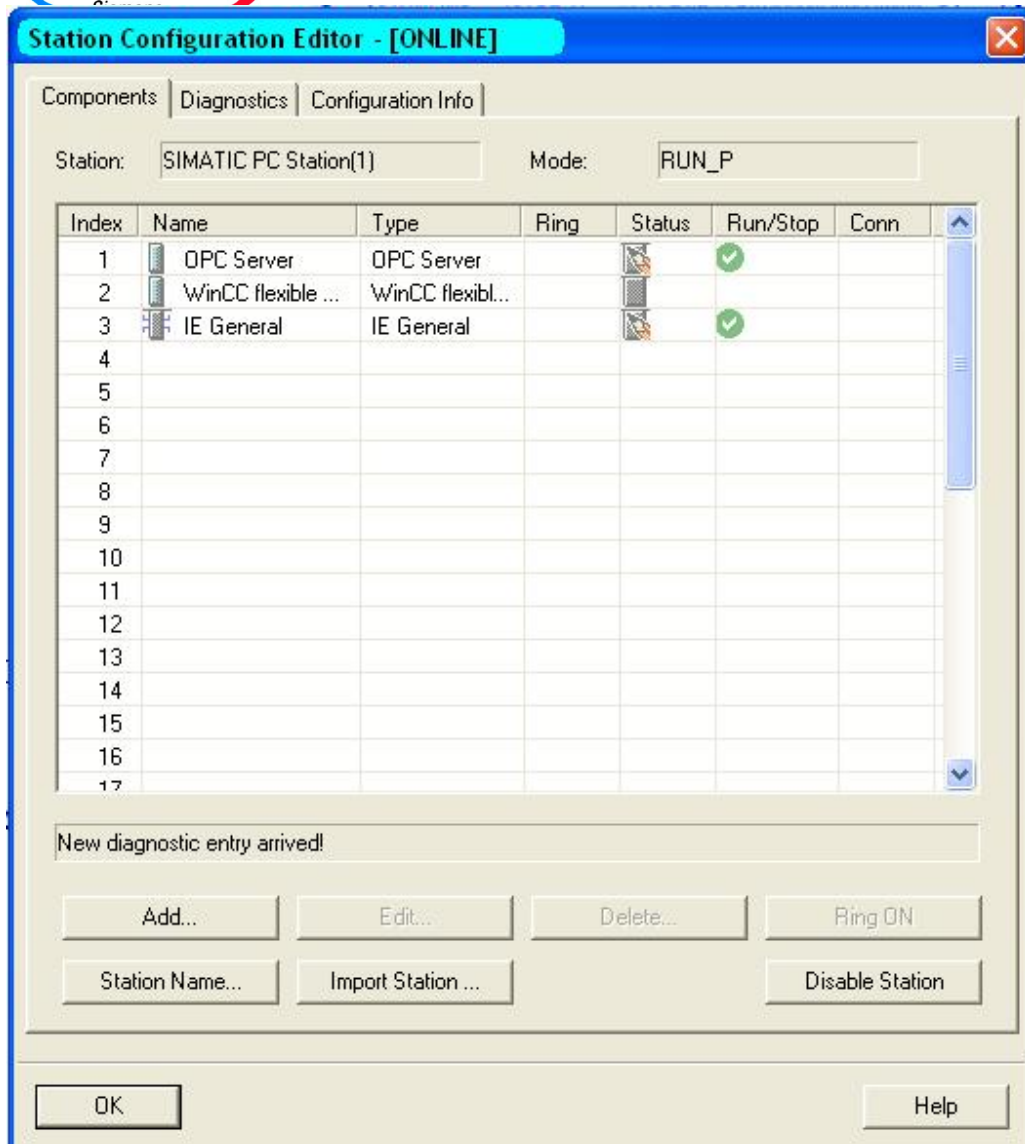 Station Configuration Editor - [ONLINE]
Components Diagnostics Configuration Info
Station: SIMATIC PC Station(1) Mode: RUN_P
Index Name Type Ring Status Run/Stop Conn
1 OPC Server OPC Server
2 WinCC flexible ... WinCC flexibl...
3 IE General IE General
4
5
6
7
8
9
10
11
12
13
14
15
16
17
New diagnostic entry arrived!
Add... Edit... Delete... Ring ON
Station Name... Import Station ... Disable Station
OK Help